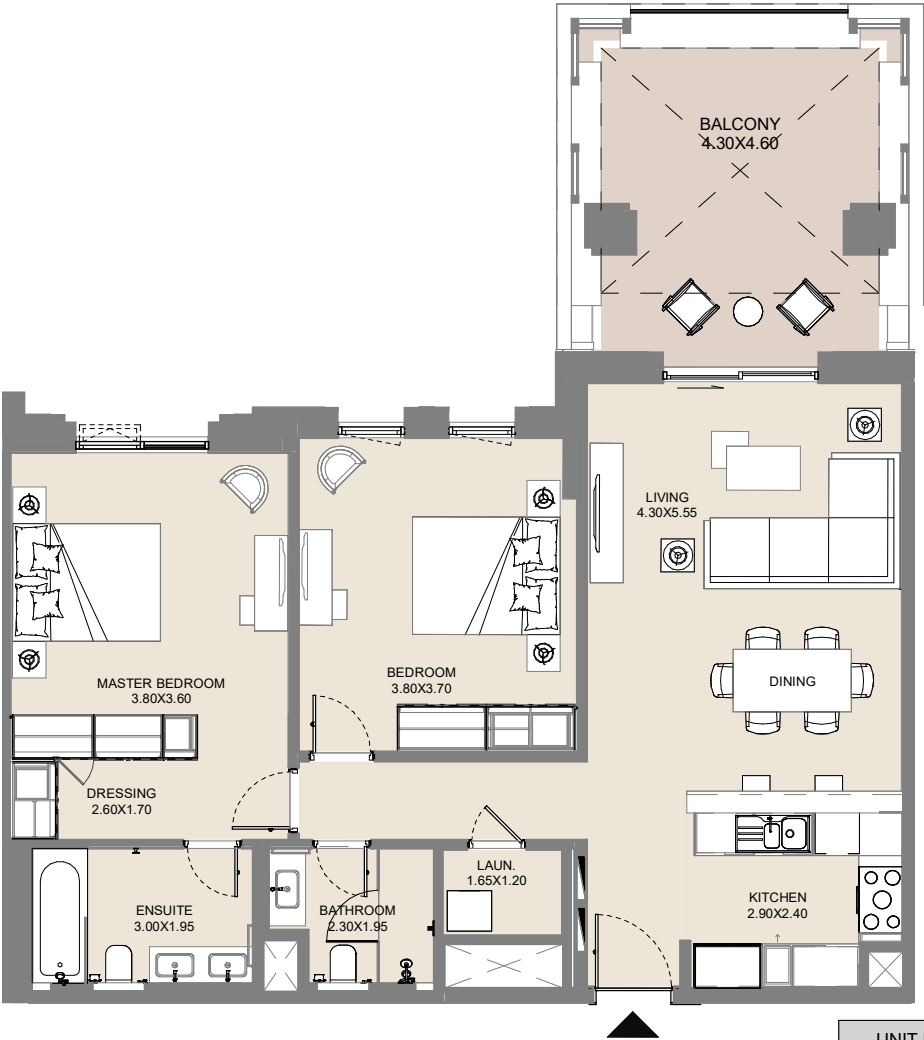 BALCONY
4.30X4.60
LIVING
4.30X5.55
BEDROOM
3.80X3.70
MASTER BEDROOM
3.80X3.60
DINING
DRESSING
2.60X1.70
LAUN.
1.65X1.20
KITCHEN
2.90X2.40
ENSUITE
3.00X1.95
BATHROOM
2.30X1.95
UNIT